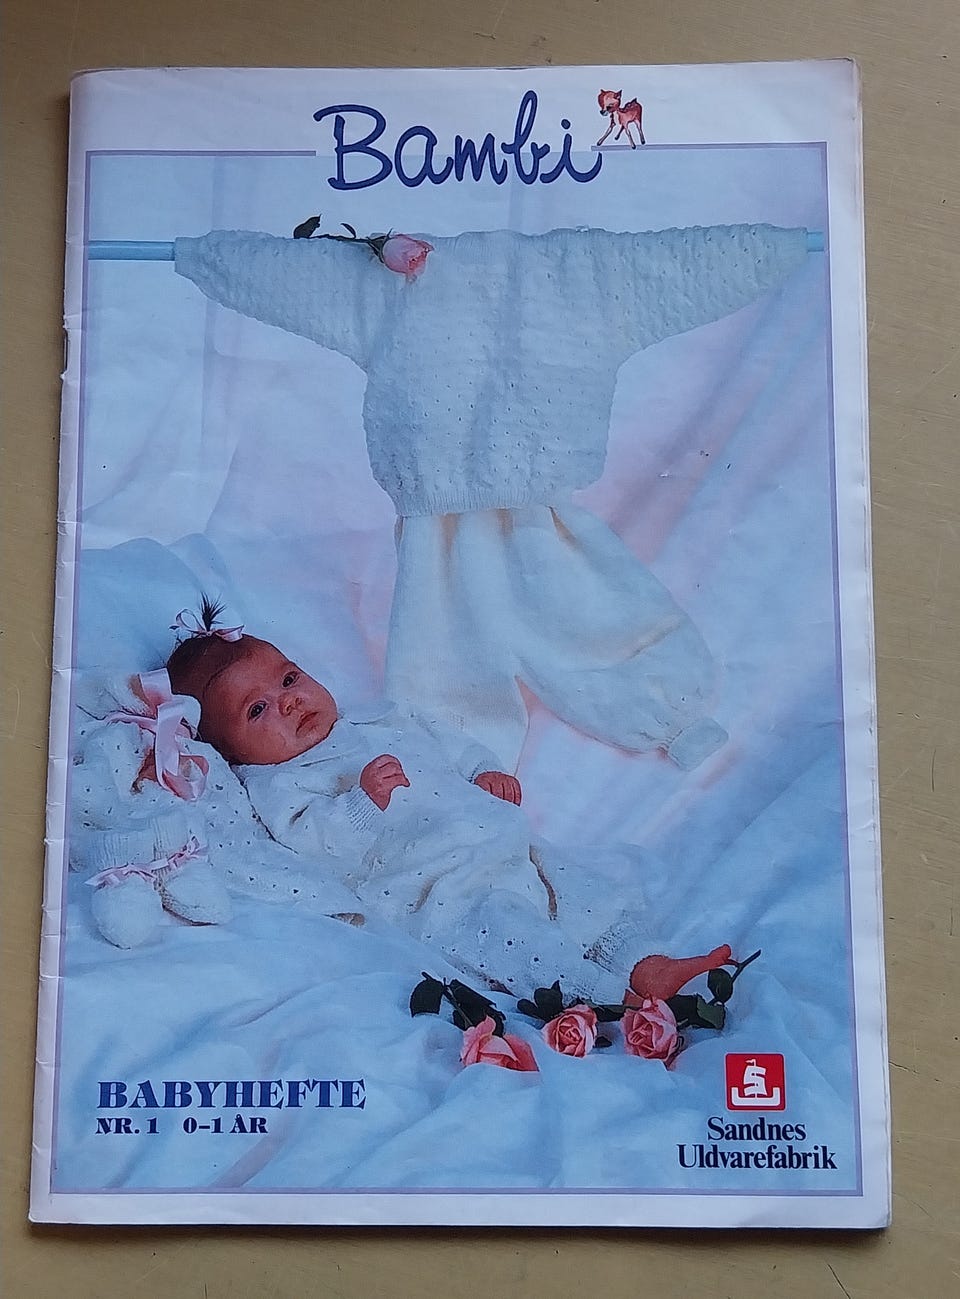 Bambi
BABYHEFTE
NR. 1 0–1 ÅR
Sandnes
Uldvarefabrik